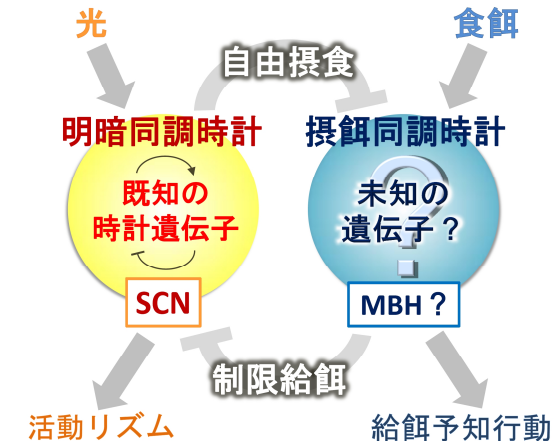 光
食餌
自由摂食
明暗同調時計
摂餌同調時計
既知の
時計遺伝子
未知の
遺伝子？
?
SCN
MBH？
制限給餌
活動リズム
給餌予知行動